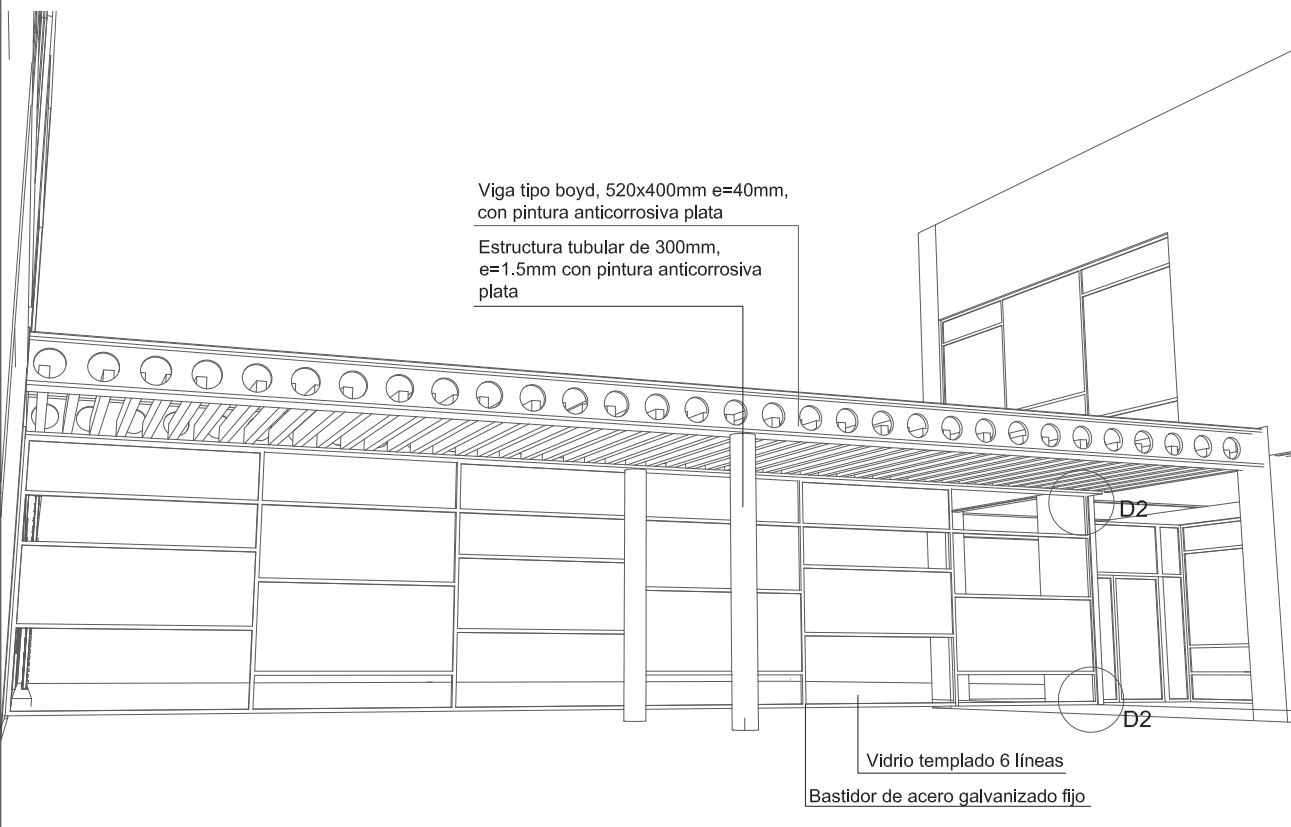 Viga tipo boyd, 520x400mm e=40mm,
con pintura anticorrosiva plata
Estructura tubular de 300mm,
e=1.5mm con pintura anticorrosiva
plata
D2
D2
Vidrio templado 6 líneas
Bastidor de acero galvanizado fijo